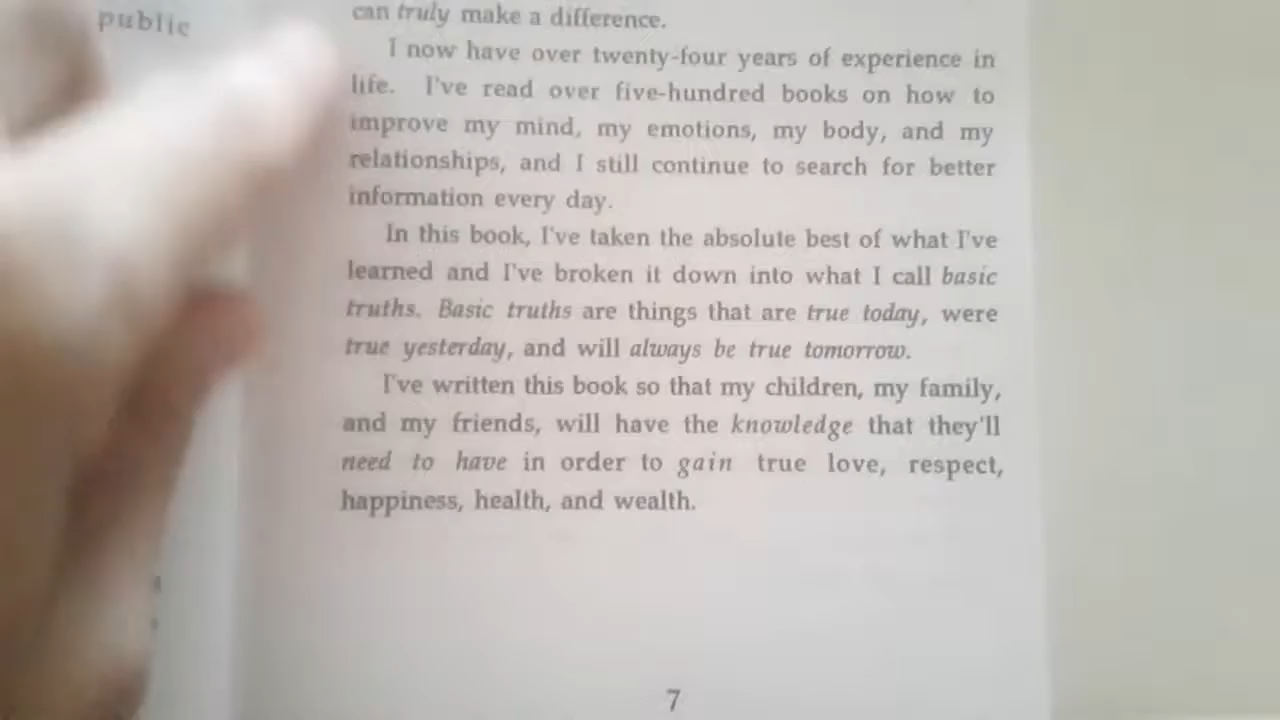 public
can truly make a difference.
I now have over twenty-four years of experience in
life. I've read over five-hundred books on how to
improve my mind, my emotions, my body, and my
relationships, and I still continue to search for better
information every day.
In this book, I've taken the absolute best of what I've
learned and I've broken it down into what I call basic
truths. Basic truths are things that are true today, were
true yesterday, and will always be true tomorrow.
I've written this book so that my children, my family,
and my friends, will have the knowledge that they'll
need to have in order to gain true love, respect,
happiness, health, and wealth.
7